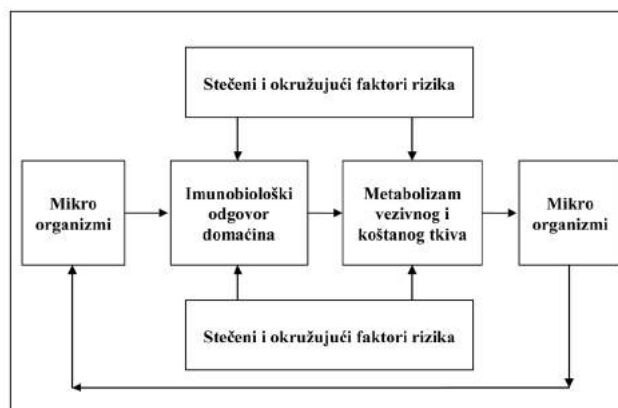 Stečeni i okružujući faktori rizika
Mikro
organizmi
Imunobiološki
odgovor
domaćina
Metabolizam
vezivnog i
koštanog tkiva
Mikro
organizmi
Stečeni i okružujući faktori rizika